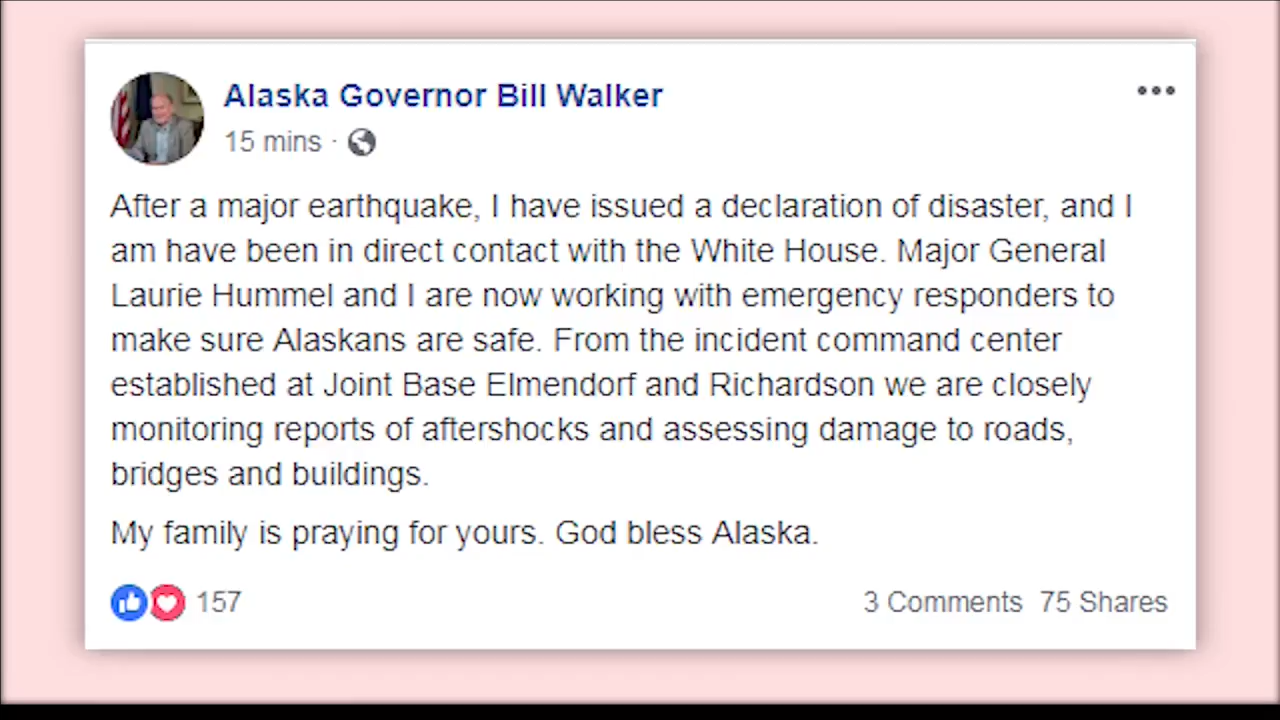 Alaska Governor Bill Walker
15 mins ·
After a major earthquake, I have issued a declaration of disaster, and I
am have been in direct contact with the White House. Major General
Laurie Hummel and I are now working with emergency responders to
make sure Alaskans are safe. From the incident command center
established at Joint Base Elmendorf and Richardson we are closely
monitoring reports of aftershocks and assessing damage to roads,
bridges and buildings.
My family is praying for yours. God bless Alaska.
157 3 Comments 75 Shares